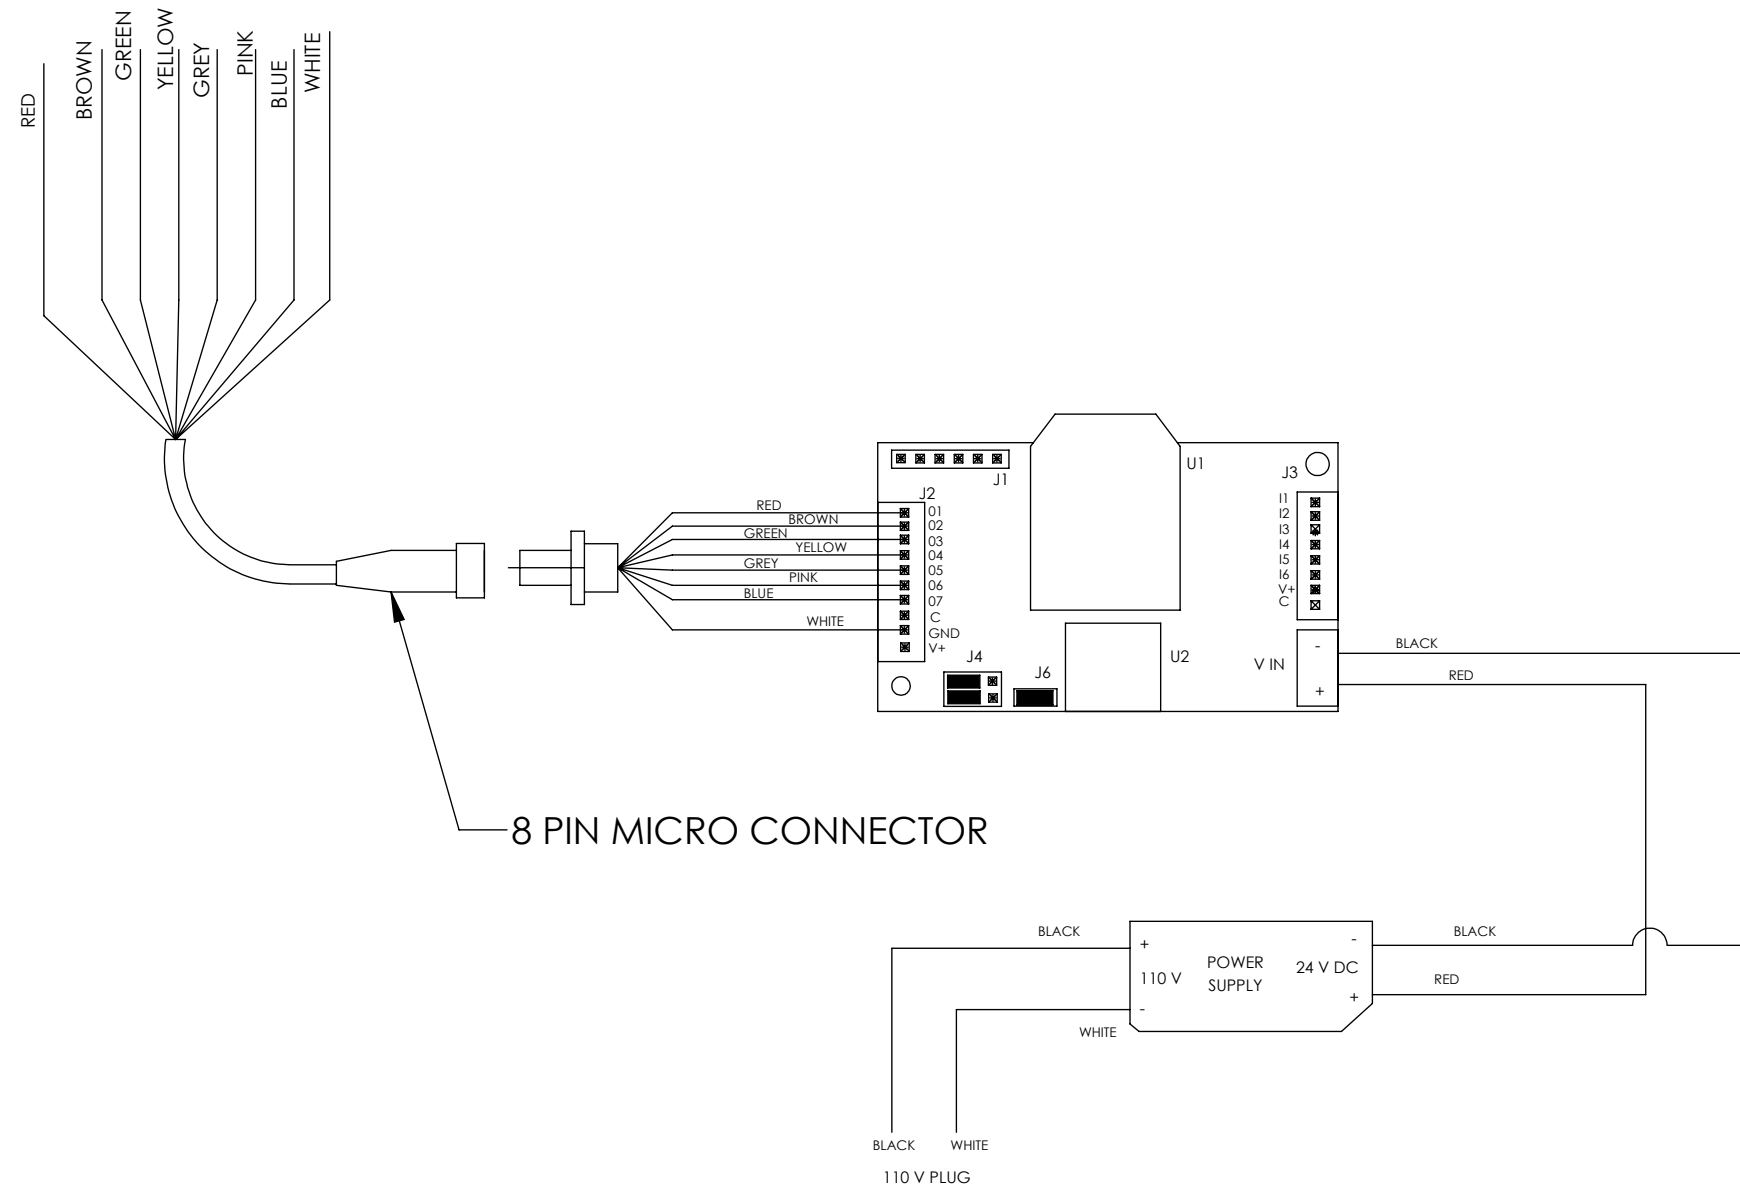 RED
BROWN
GREEN
YELLOW
GREY
PINK
BLUE
WHITE
J1
U1
J3
J2
RED
BROWN
GREEN
YELLOW
GREY
PINK
BLUE
WHITE
01
02
03
04
05
06
07
C
GND
V+
I1
I2
I3
I4
I5
I6
V+
C
J4
J6
U2
V IN
-
+
BLACK
RED
8 PIN MICRO CONNECTOR
BLACK
+
110 V
-
POWER
SUPPLY
-
24 V DC
+
BLACK
RED
WHITE
BLACK WHITE
110 V PLUG